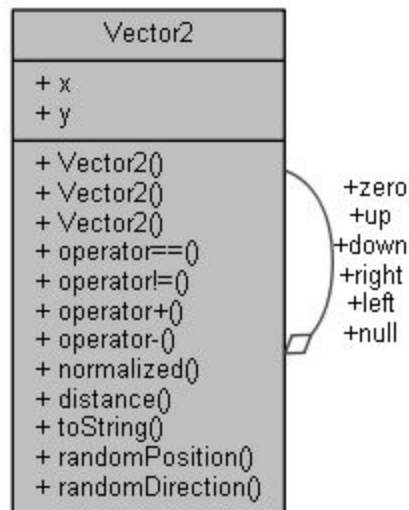 Vector2
+ x
+ y
+ Vector2()
+ Vector2()
+ Vector2()
+ operator==()
+ operator!=()
+ operator+()
+ operator-()
+ normalized()
+ distance()
+ toString()
+ randomPosition()
+ randomDirection()
+zero
+up
+down
+right
+left
+null